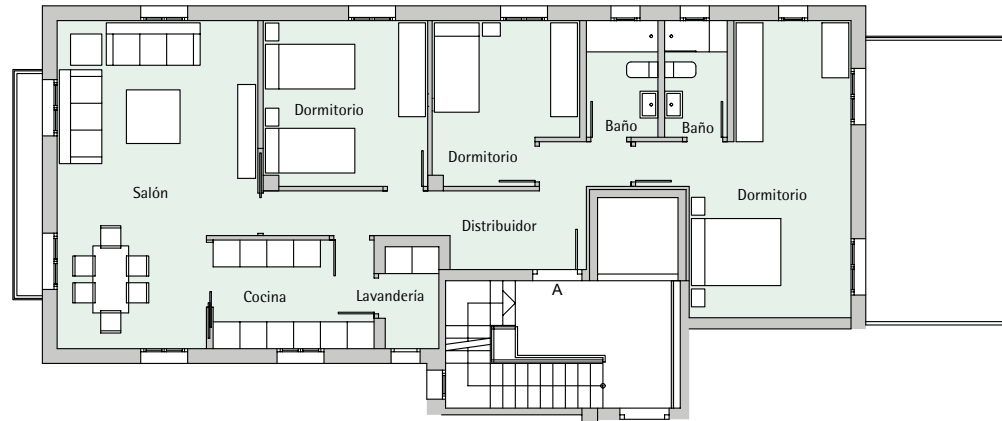 Dormitorio
Baño
Baño
Dormitorio
Salón
Dormitorio
Distribuidor
A
Cocina
Lavandería